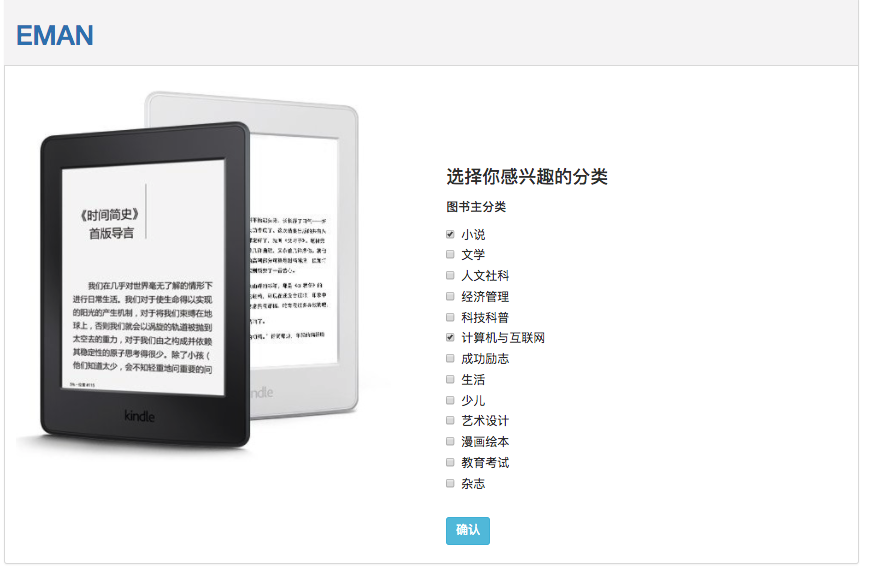 EMAN
《时间简史》
首版导言
我们在几乎对世界毫无了解的情形下
进行日常生活。我们对于使生命得以实现
的阳光的产生机制，对于将我们束缚在地
球上，否则我们就会以涡旋的轨道被抛到
太空去的重力，对于我们由之构成并依赖
其稳定性的原子思考得很少。除了小孩（
他们知道太少，会不知轻重地问重要的问
kindle
kindle
选择你感兴趣的分类
图书主分类
小说
文学
人文社科
经济管理
科技科普
计算机与互联网
成功励志
生活
少儿
艺术设计
漫画绘本
教育考试
杂志
确认